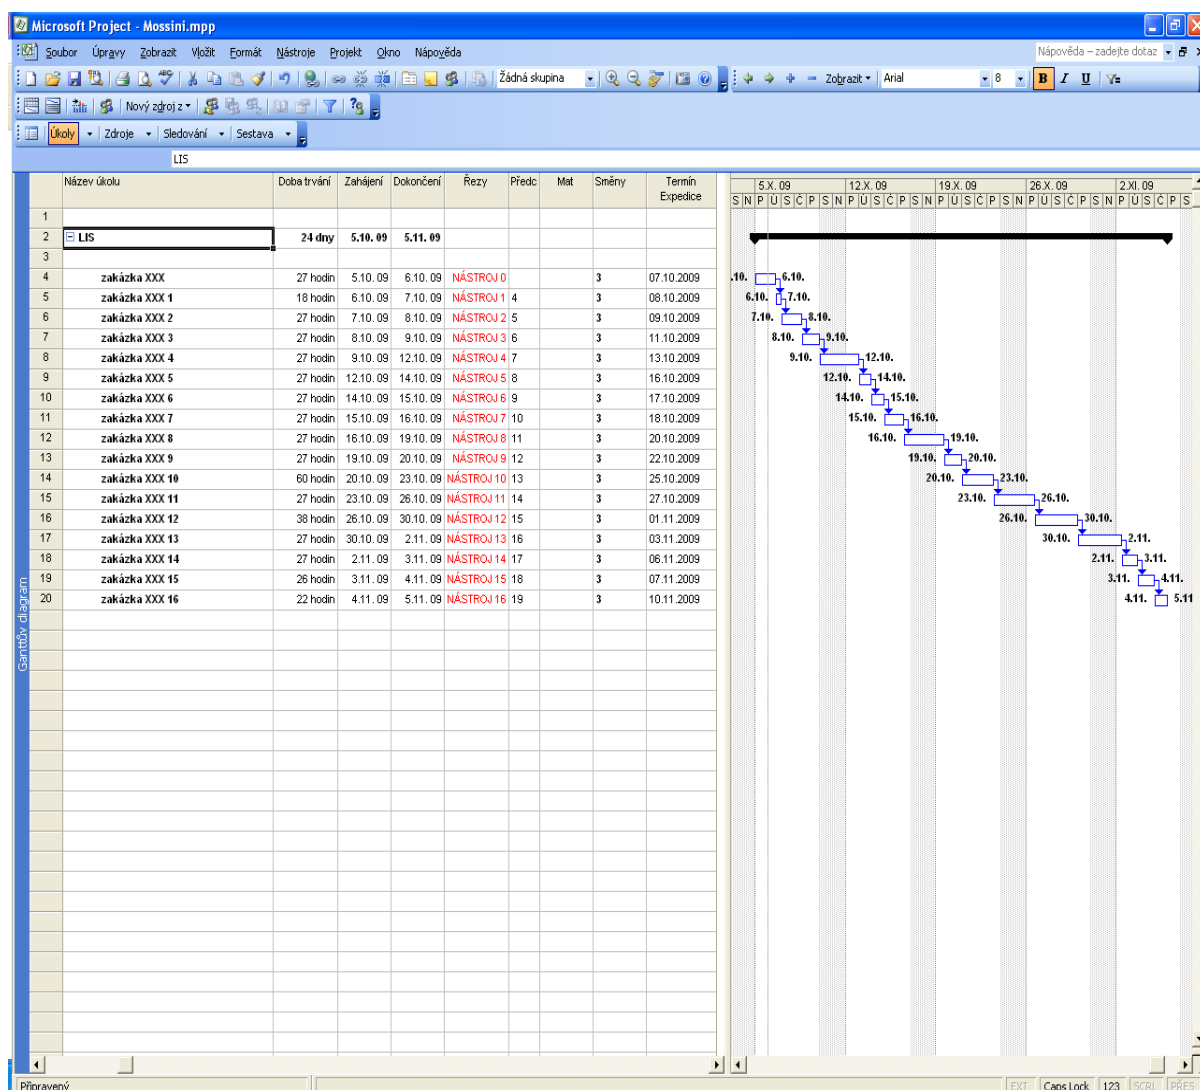 Microsoft Project - Mossini.mpp
Soubor Úpravy Zobrazit Vložit Formát Nástroje Projekt Okno Nápověda Nápověda – zadejte dotaz
Žádná skupina Zobrazit Arial 8 B I U
Nový zdroj z
Úkoly Zdroje Sledování Sestava
LIS
Název úkolu Doba trvání Zahájení Dokončení Řezy Předc Mat Směny Termín Expedice
5.X. 09 12.X. 09 19.X. 09 26.X. 09 2.XI. 09
S N P Ú S Č P S N P Ú S Č P S N P Ú S Č P S N P Ú S Č P S N P Ú S Č P S
1
2 LIS 24 dny 5.10. 09 5.11. 09
3
4 zakázka XXX 27 hodin 5.10. 09 6.10. 09 NÁSTROJ 0 3 07.10.2009 .10. 6.10.
5 zakázka XXX 1 18 hodin 6.10. 09 7.10. 09 NÁSTROJ 1 4 3 08.10.2009 6.10. 7.10.
6 zakázka XXX 2 27 hodin 7.10. 09 8.10. 09 NÁSTROJ 2 5 3 09.10.2009 7.10. 8.10.
7 zakázka XXX 3 27 hodin 8.10. 09 9.10. 09 NÁSTROJ 3 6 3 11.10.2009 8.10. 9.10.
8 zakázka XXX 4 27 hodin 9.10. 09 12.10. 09 NÁSTROJ 4 7 3 13.10.2009 9.10. 12.10.
9 zakázka XXX 5 27 hodin 12.10. 09 14.10. 09 NÁSTROJ 5 8 3 16.10.2009 12.10. 14.10.
10 zakázka XXX 6 27 hodin 14.10. 09 15.10. 09 NÁSTROJ 6 9 3 17.10.2009 14.10. 15.10.
11 zakázka XXX 7 27 hodin 15.10. 09 16.10. 09 NÁSTROJ 7 10 3 18.10.2009 15.10. 16.10.
12 zakázka XXX 8 27 hodin 16.10. 09 19.10. 09 NÁSTROJ 8 11 3 20.10.2009 16.10. 19.10.
13 zakázka XXX 9 27 hodin 19.10. 09 20.10. 09 NÁSTROJ 9 12 3 22.10.2009 19.10. 20.10.
14 zakázka XXX 10 60 hodin 20.10. 09 23.10. 09 NÁSTROJ 10 13 3 25.10.2009 20.10. 23.10.
15 zakázka XXX 11 27 hodin 23.10. 09 26.10. 09 NÁSTROJ 11 14 3 27.10.2009 23.10. 26.10.
16 zakázka XXX 12 38 hodin 26.10. 09 30.10. 09 NÁSTROJ 12 15 3 01.11.2009 26.10. 30.10.
17 zakázka XXX 13 27 hodin 30.10. 09 2.11. 09 NÁSTROJ 13 16 3 03.11.2009 30.10. 2.11.
18 zakázka XXX 14 27 hodin 2.11. 09 3.11. 09 NÁSTROJ 14 17 3 06.11.2009 2.11. 3.11.
19 zakázka XXX 15 26 hodin 3.11. 09 4.11. 09 NÁSTROJ 15 18 3 07.11.2009 3.11. 4.11.
20 zakázka XXX 16 22 hodin 4.11. 09 5.11. 09 NÁSTROJ 16 19 3 10.11.2009 4.11. 5.11
Ganttův diagram
Připravený EXT Caps Lock 123 SCRL PŘES